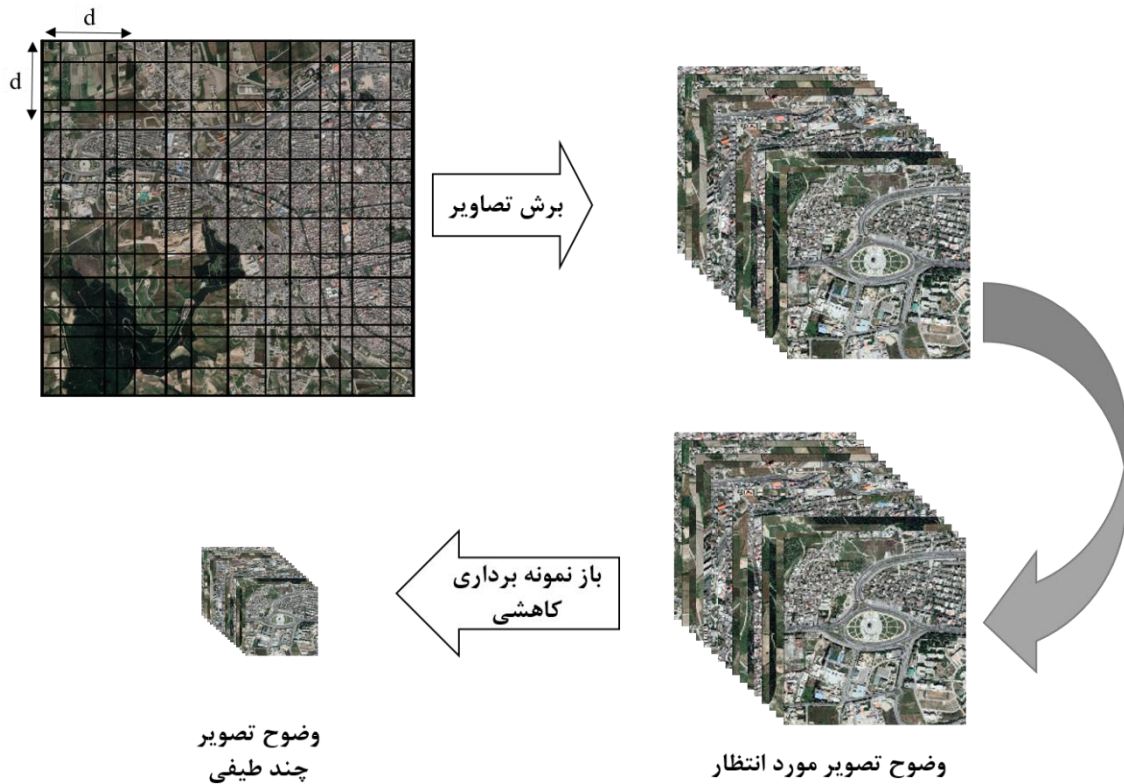 d
d
برش تصاویر
باز نمونه برداری
کاهشی
وضوح تصویر
چند طیفی
وضوح تصویر مورد انتظار